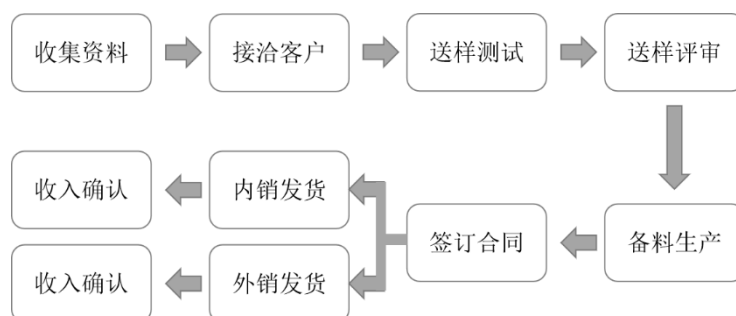 收集资料
接洽客户
送样测试
送样评审
备料生产
签订合同
内销发货
收入确认
外销发货
收入确认